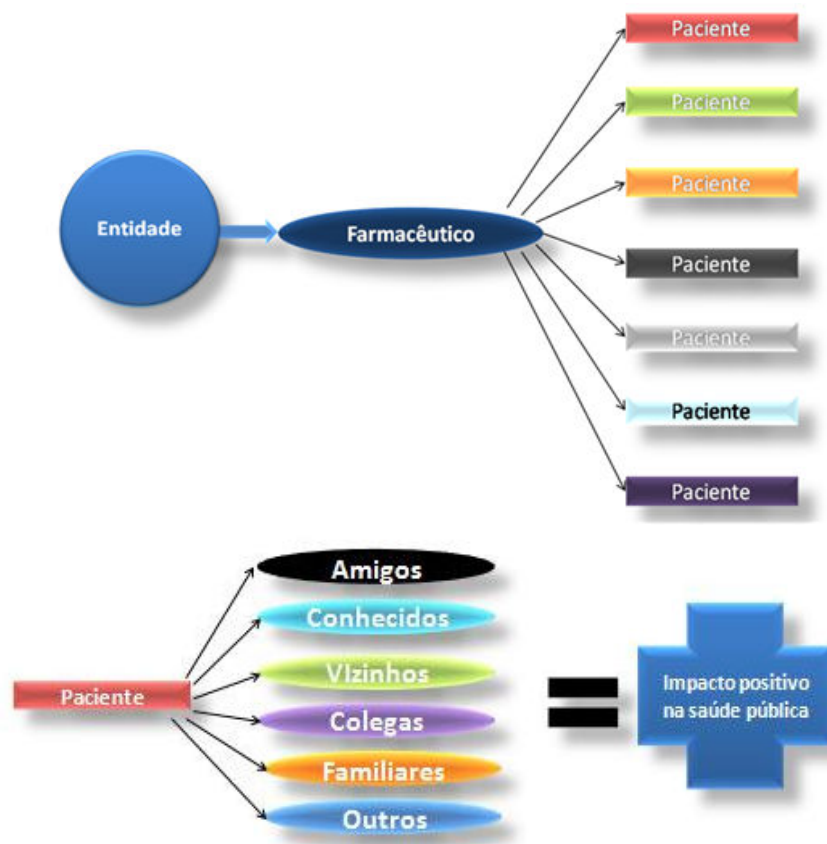 Paciente
Paciente
Paciente
Entidade
Farmacêutico
Paciente
Paciente
Paciente
Paciente
Amigos
Conhecidos
VIzinhos
Paciente
Colegas
Familiares
Outros
Impacto positivo
na saúde pública